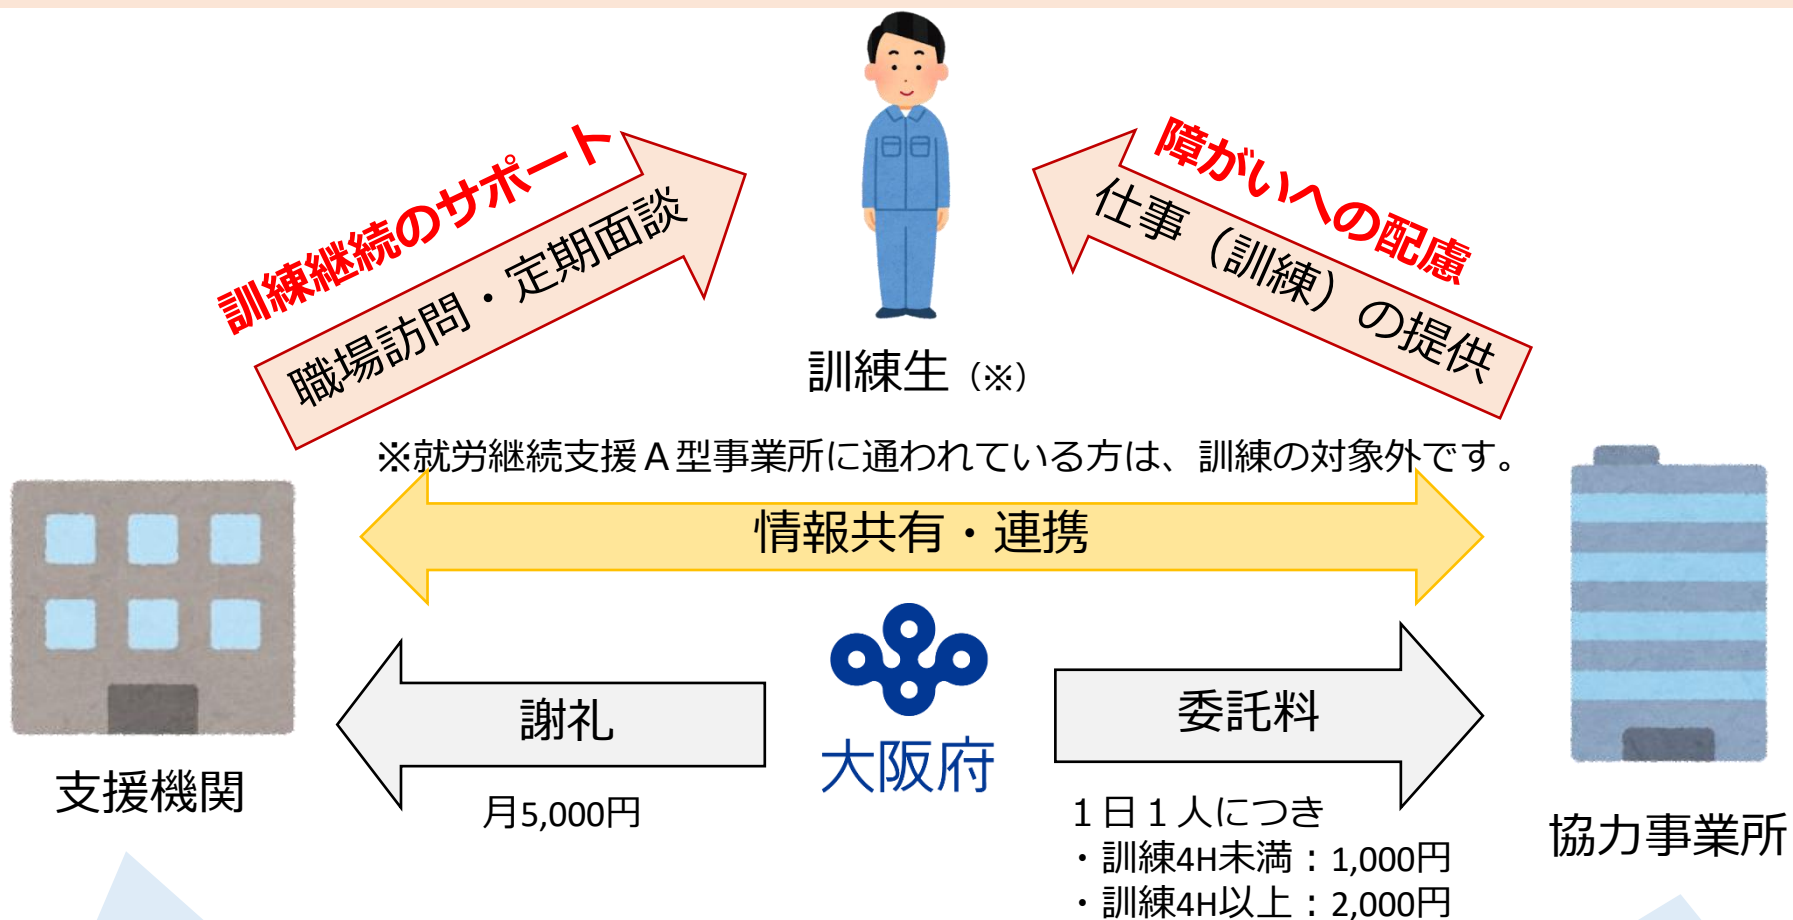 訓練継続のサポート
職場訪問・定期面談
障がいへの配慮
仕事（訓練）の提供
訓練生（※）
※就労継続支援Ａ型事業所に通われている方は、訓練の対象外です。
情報共有・連携
謝礼
委託料
大阪府
支援機関
月5,000円
１日１人につき
・訓練4H未満：1,000円
・訓練4H以上：2,000円
協力事業所